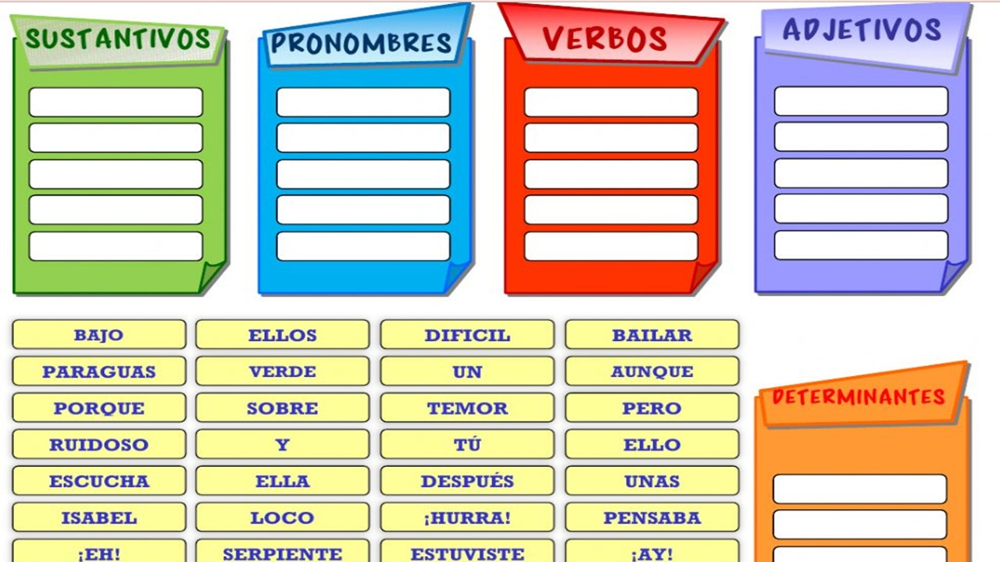 SUSTANTIVOS
PRONOMBRES
VERBOS
ADJETIVOS
BAJO ELLOS DIFICIL BAILAR
PARAGUAS VERDE UN AUNQUE
DETERMINANTES
PORQUE SOBRE TEMOR PERO
RUIDOSO Y TÚ ELLO
ESCUCHA ELLA DESPUÉS UNAS
ISABEL LOCO ¡HURRA! PENSABA
¡EH! SERPIENTE ESTUVISTE ¡AY!